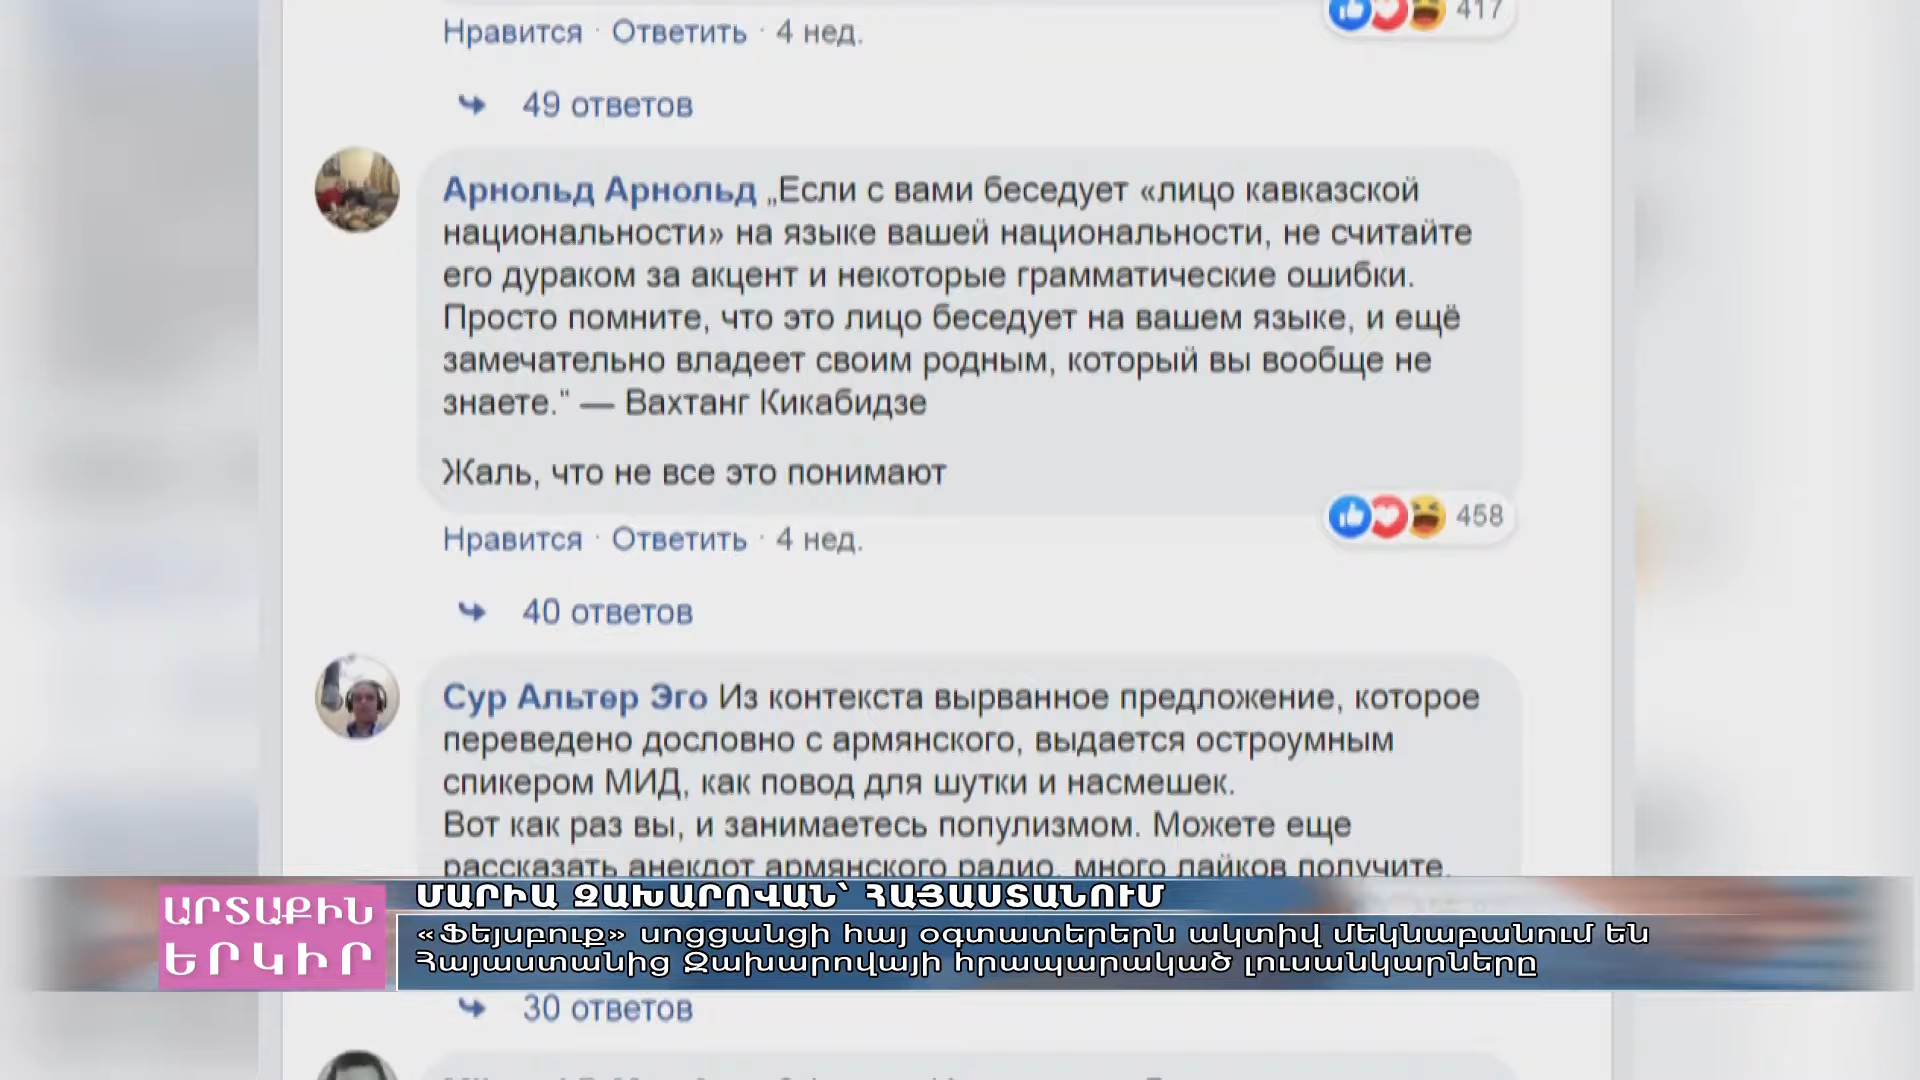 Нравится · Ответить · 4 нед.
417
49 ответов
Арнольд Арнольд „Если с вами беседует «лицо кавказской
национальности» на языке вашей национальности, не считайте
его дураком за акцент и некоторые грамматические ошибки.
Просто помните, что это лицо беседует на вашем языке, и ещё
замечательно владеет своим родным, который вы вообще не
знаете.“ — Вахтанг Кикабидзе
Жаль, что не все это понимают
458
Нравится · Ответить · 4 нед.
40 ответов
Сур Альтер Эго Из контекста вырванное предложение, которое
переведено дословно с армянского, выдается остроумным
спикером МИД, как повод для шутки и насмешек.
Вот как раз вы, и занимаетесь популизмом. Можете еще
рассказать анекдот армянского радио, много лайков получите.
ԱՐՏԱՔԻՆ
ԵՐԿԻՐ
ՄԱՐԻԱ ԶԱԽԱՐՈՎԱՆ՝ ՀԱՅԱՍՏԱՆՈՒՄ
«Ֆեյսբուք» սոցցանցի հայ օգտատերերն ակտիվ մեկնաբանում են
Հայաստանից Զախարովայի հրապարակած լուսանկարները
30 ответов